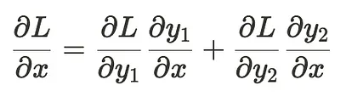 ∂L/∂x = ∂L/∂y₁ ∂y₁/∂x + ∂L/∂y₂ ∂y₂/∂x